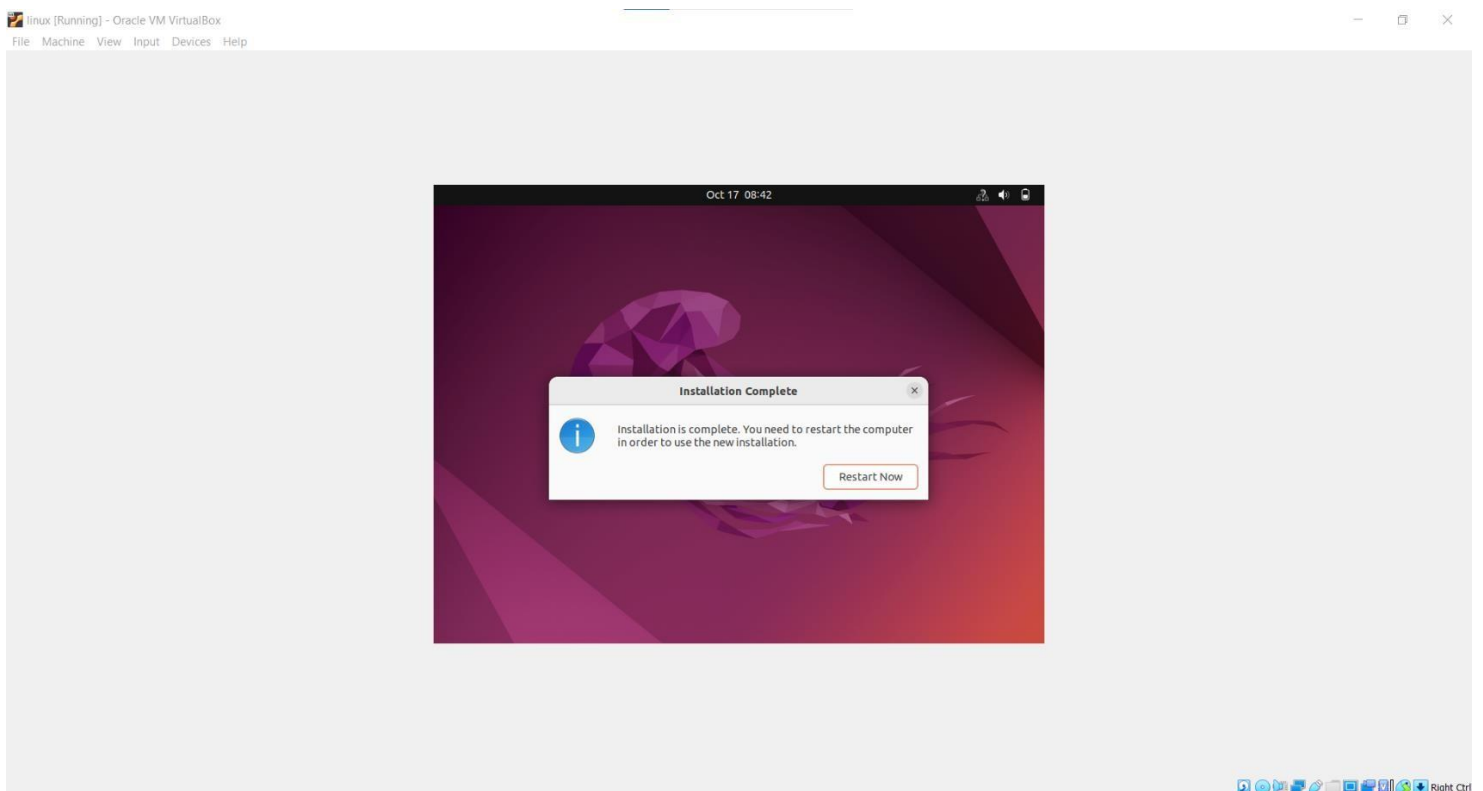 linux [Running] - Oracle VM VirtualBox
File Machine View Input Devices Help
Oct 17 08:42
Installation Complete
Installation is complete. You need to restart the computer
in order to use the new installation.
Restart Now
Right Ctrl